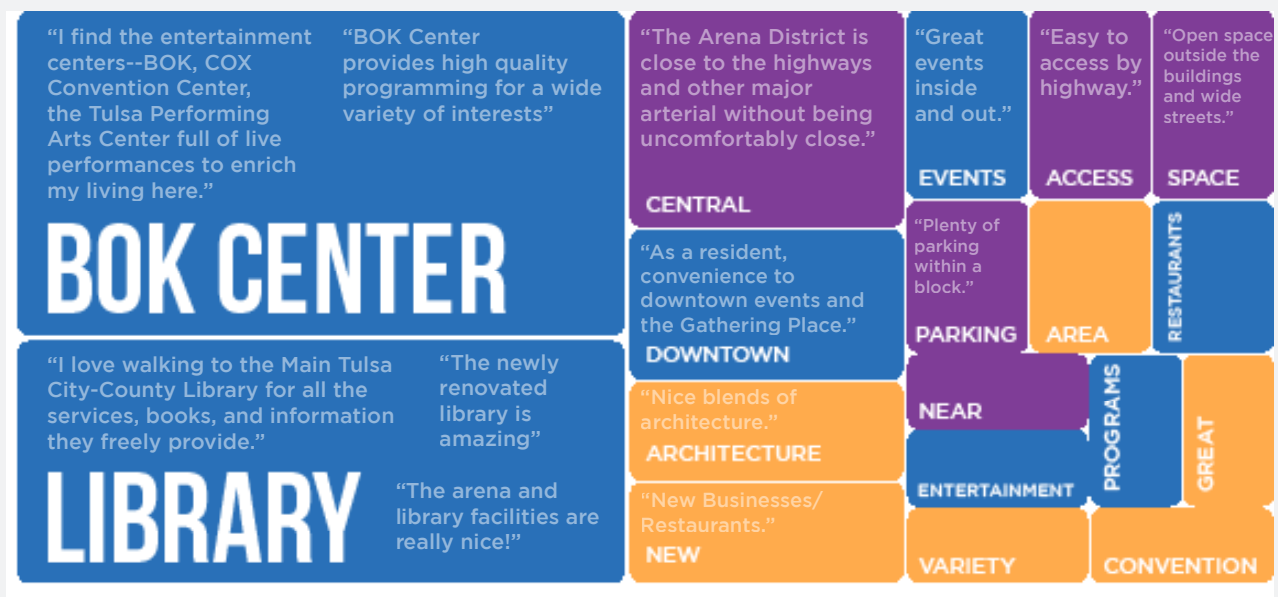 “I find the entertainment
centers--BOK, COX
Convention Center,
the Tulsa Performing
Arts Center full of live
performances to enrich
my living here.”
“BOK Center
provides high quality
programming for a wide
variety of interests”
BOK CENTER
“I love walking to the Main Tulsa
City-County Library for all the
services, books, and information
they freely provide.”
“The newly
renovated
library is
amazing”
LIBRARY
“The arena and
library facilities are
really nice!”
“The Arena District is
close to the highways
and other major
arterial without being
uncomfortably close.”
CENTRAL
“As a resident,
convenience to
downtown events and
the Gathering Place.”
DOWNTOWN
“Nice blends of
architecture.”
ARCHITECTURE
“New Businesses/
Restaurants.”
NEW
“Great
events
inside
and out.”
EVENTS
“Easy to
access by
highway.”
ACCESS
“Open space
outside the
buildings
and wide
streets.”
SPACE
“Plenty of
parking
within a
block.”
PARKING
AREA
RESTAURANTS
NEAR
ENTERTAINMENT
PROGRAMS
GREAT
VARIETY
CONVENTION